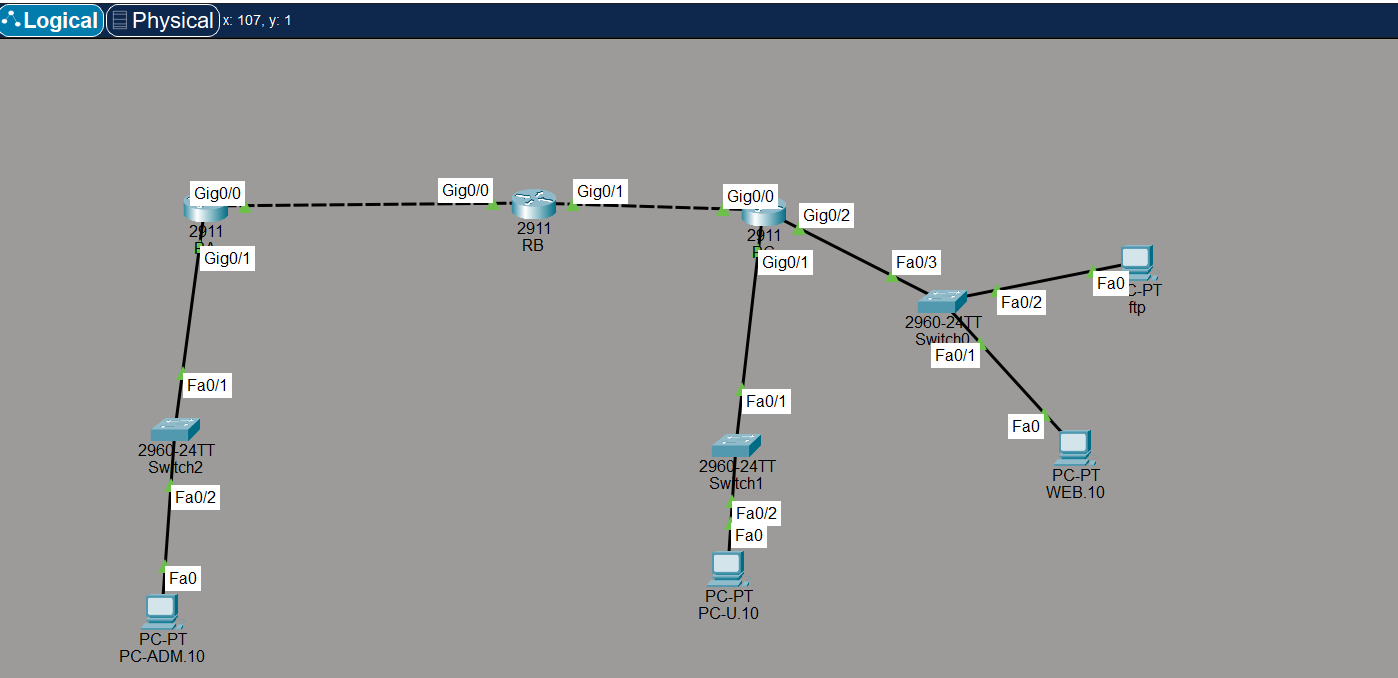 Logical Physical x: 107, y: 1
Gig0/0
2911
Gig0/1
Gig0/0
Gig0/1
2911
RB
Gig0/0
Gig0/2
2911
Gig0/1
Fa0/3
2960-24TT
Switch0
Fa0/2
Fa0/1
Fa0
C-PT
ftp
Fa0
PC-PT
WEB.10
Fa0/1
2960-24TT
Switch2
Fa0/2
Fa0
PC-PT
PC-ADM.10
Fa0/1
2960-24TT
Switch1
Fa0/2
Fa0
PC-PT
PC-U.10